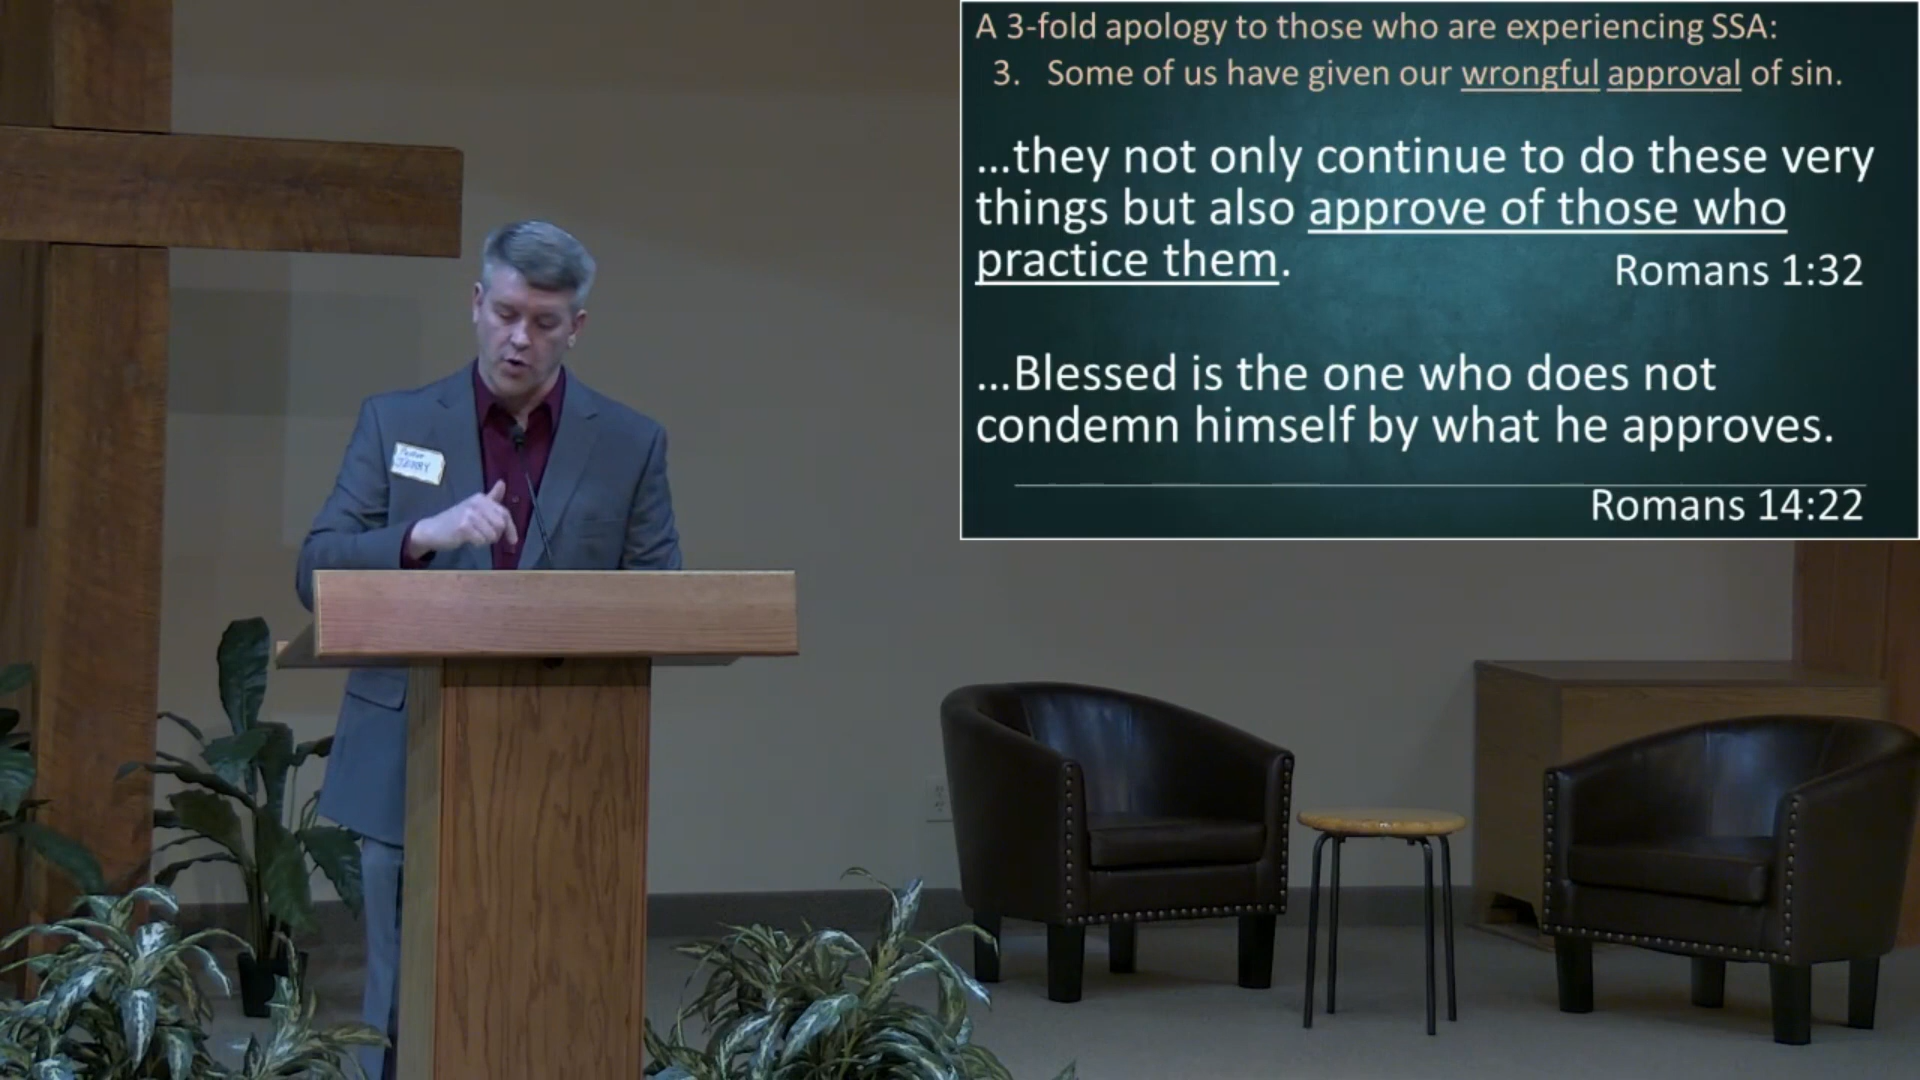 A 3-fold apology to those who are experiencing SSA:
3. Some of us have given our wrongful approval of sin.
...they not only continue to do these very
things but also approve of those who
practice them.
Romans 1:32
...Blessed is the one who does not
condemn himself by what he approves.
Romans 14:22